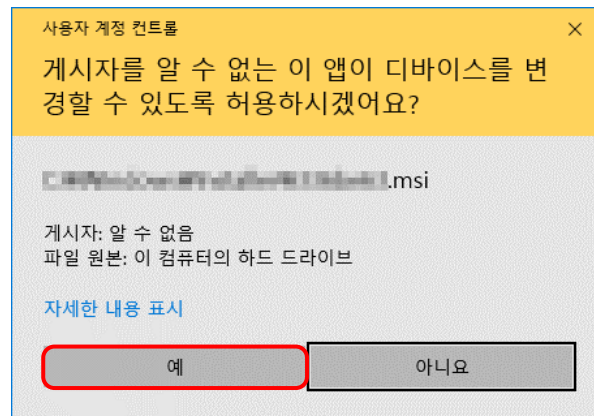 사용자 계정 컨트롤
게시자를 알 수 없는 이 앱이 디바이스를 변
경할 수 있도록 허용하시겠어요?
.msi
게시자: 알 수 없음
파일 원본: 이 컴퓨터의 하드 드라이브
자세한 내용 표시
예
아니요